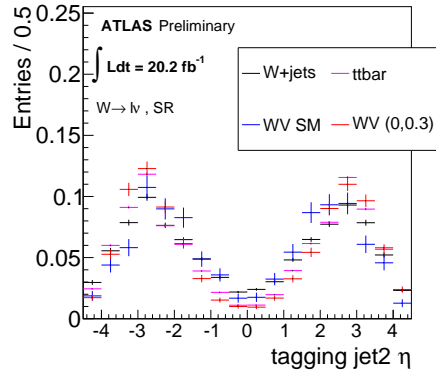 Entries / 0.5
0.25
0.2
0.15
0.1
0.05
0
ATLAS Preliminary
∫ Ldt = 20.2 fb⁻¹
W→ lν , SR
W+jets
ttbar
WV SM
WV (0,0.3)
-4 -3 -2 -1 0 1 2 3 4
tagging jet2 η